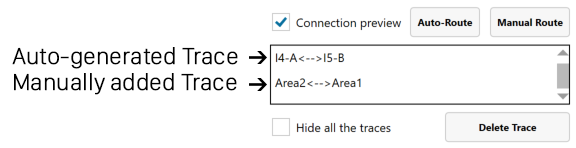 Connection preview Auto-Route Manual Route
Auto-generated Trace → I4-A<-->I5-B
Manually added Trace → Area2<-->Area1
Hide all the traces Delete Trace